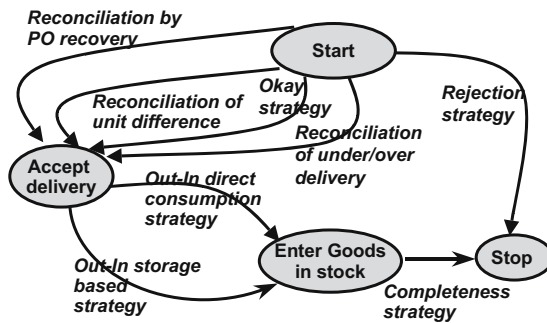 Reconciliation by
PO recovery
Start
Okay
strategy
Rejection
strategy
Reconciliation of
unit difference
Reconciliation
of under/over
delivery
Accept
delivery
Out-In direct
consumption
strategy
Enter Goods
in stock
Stop
Out-In storage
based
strategy
Completeness
strategy